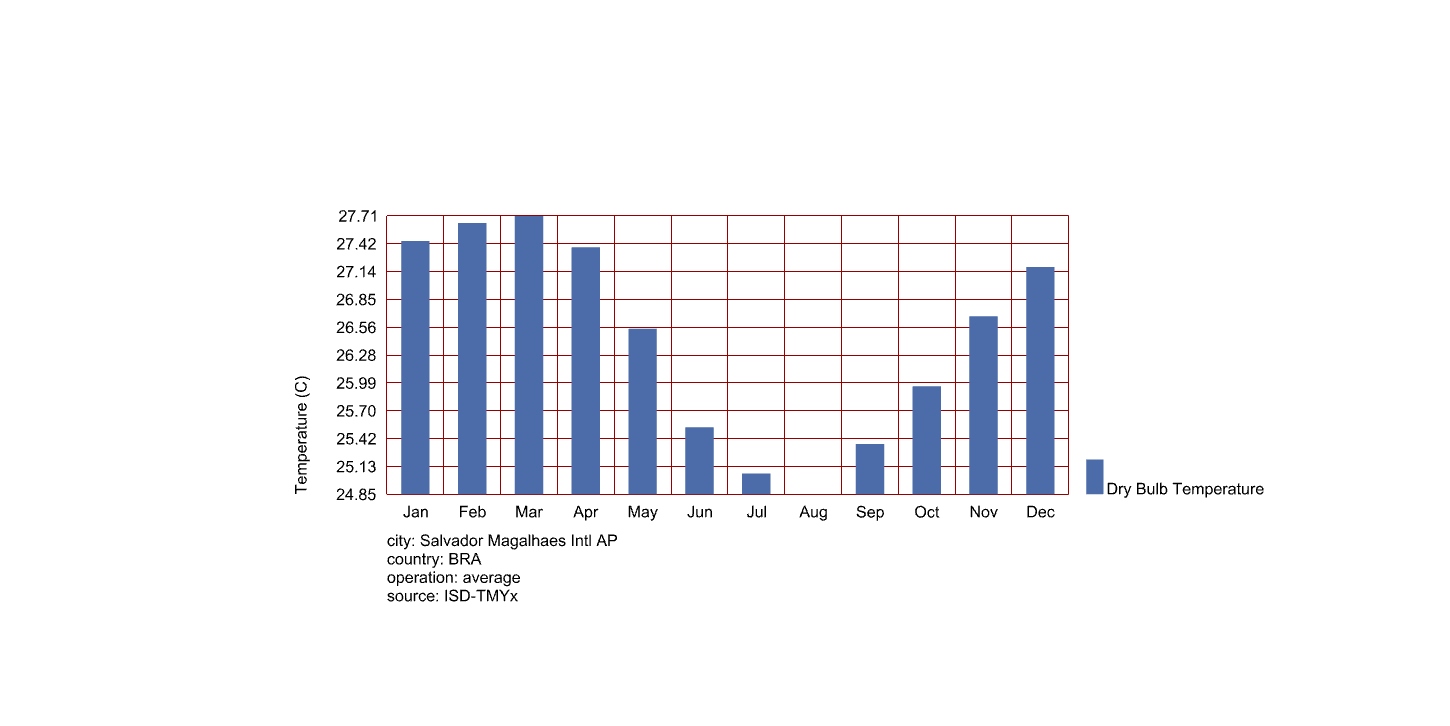 27.71
27.42
27.14
26.85
26.56
26.28
25.99
25.70
25.42
25.13
24.85
Temperature (C)
Jan Feb Mar Apr May Jun Jul Aug Sep Oct Nov Dec
Dry Bulb Temperature
city: Salvador Magalhaes Intl AP
country: BRA
operation: average
source: ISD-TMYx